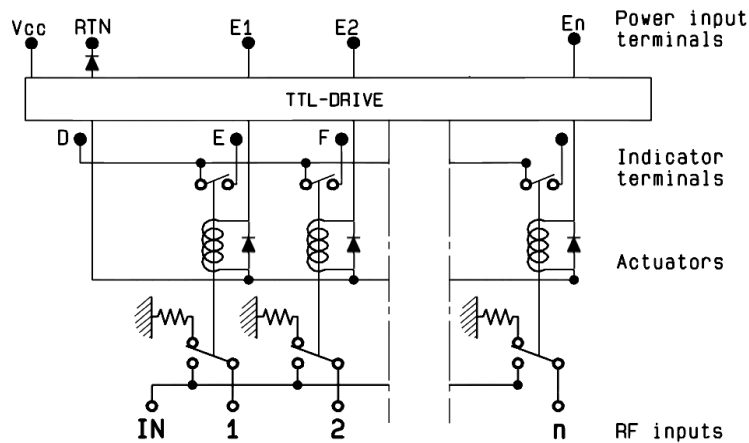 Vcc RTN E1 E2 En Power input
terminals
TTL-DRIVE
D E F
Indicator
terminals
Actuators
IN 1 2 n RF inputs